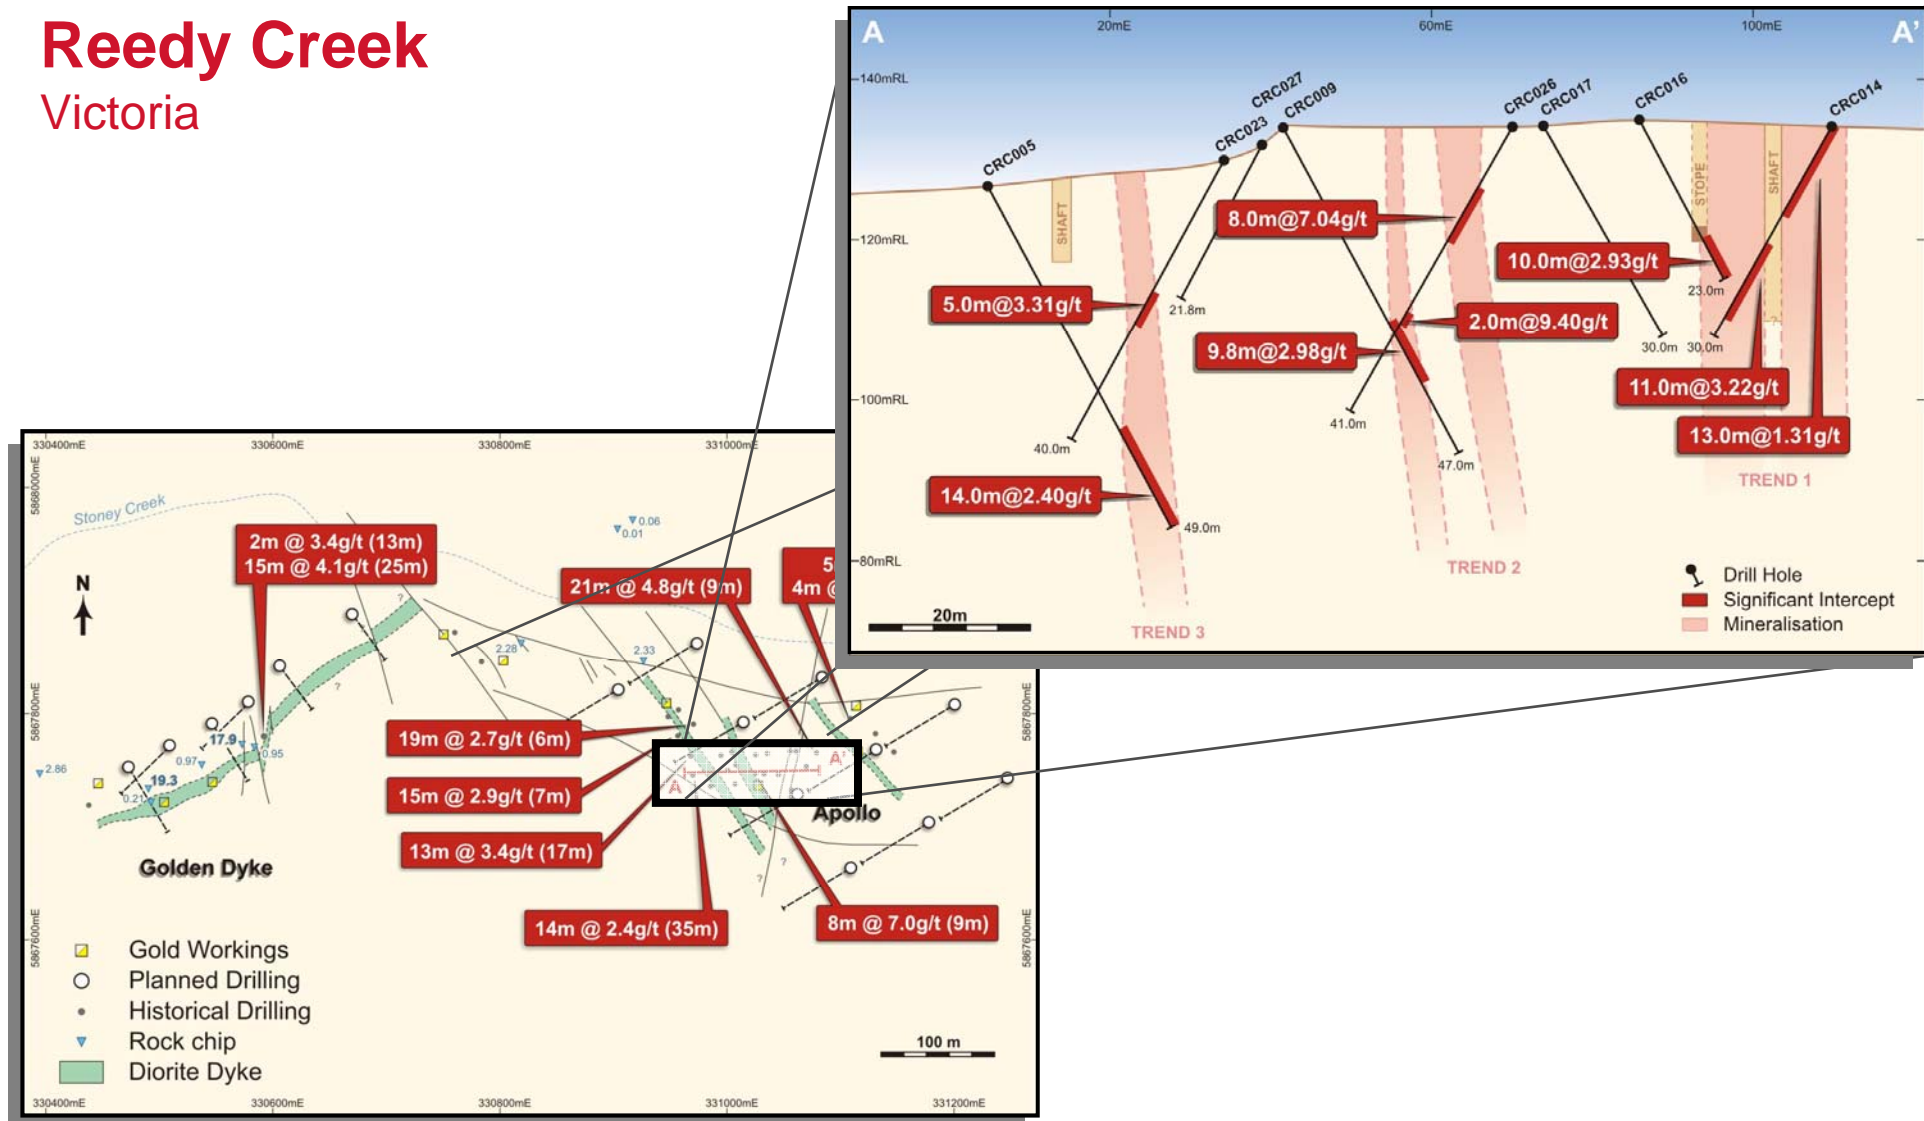 Reedy Creek
Victoria
A
20mE
60mE
100mE
A'
140mRL
120mRL
100mRL
80mRL
CRC005
CRC023
CRC027
CRC009
CRC026
CRC017
CRC016
CRC014
SHAFT
STOPE
SHAFT
?
8.0m@7.04g/t
10.0m@2.93g/t
5.0m@3.31g/t
21.8m
23.0m
2.0m@9.40g/t
9.8m@2.98g/t
30.0m
30.0m
11.0m@3.22g/t
41.0m
13.0m@1.31g/t
40.0m
47.0m
14.0m@2.40g/t
49.0m
TREND 1
TREND 2
TREND 3
20m
Drill Hole
Significant Intercept
Mineralisation
330400mE
330600mE
330800mE
331000mE
5868000mE
5867800mE
5867600mE
5867800mE
5867600mE
Stoney Creek
N
2m @ 3.4g/t (13m)
15m @ 4.1g/t (25m)
0.06
0.01
21m @ 4.8g/t (9m)
4m @
?
2.28
2.33
?
19m @ 2.7g/t (6m)
17.9
0.95
0.97
2.86
19.3
0.21
A
A'
15m @ 2.9g/t (7m)
Apollo
13m @ 3.4g/t (17m)
?
?
Golden Dyke
14m @ 2.4g/t (35m)
8m @ 7.0g/t (9m)
Gold Workings
Planned Drilling
Historical Drilling
Rock chip
Diorite Dyke
100 m
330400mE
330600mE
330800mE
331000mE
331200mE